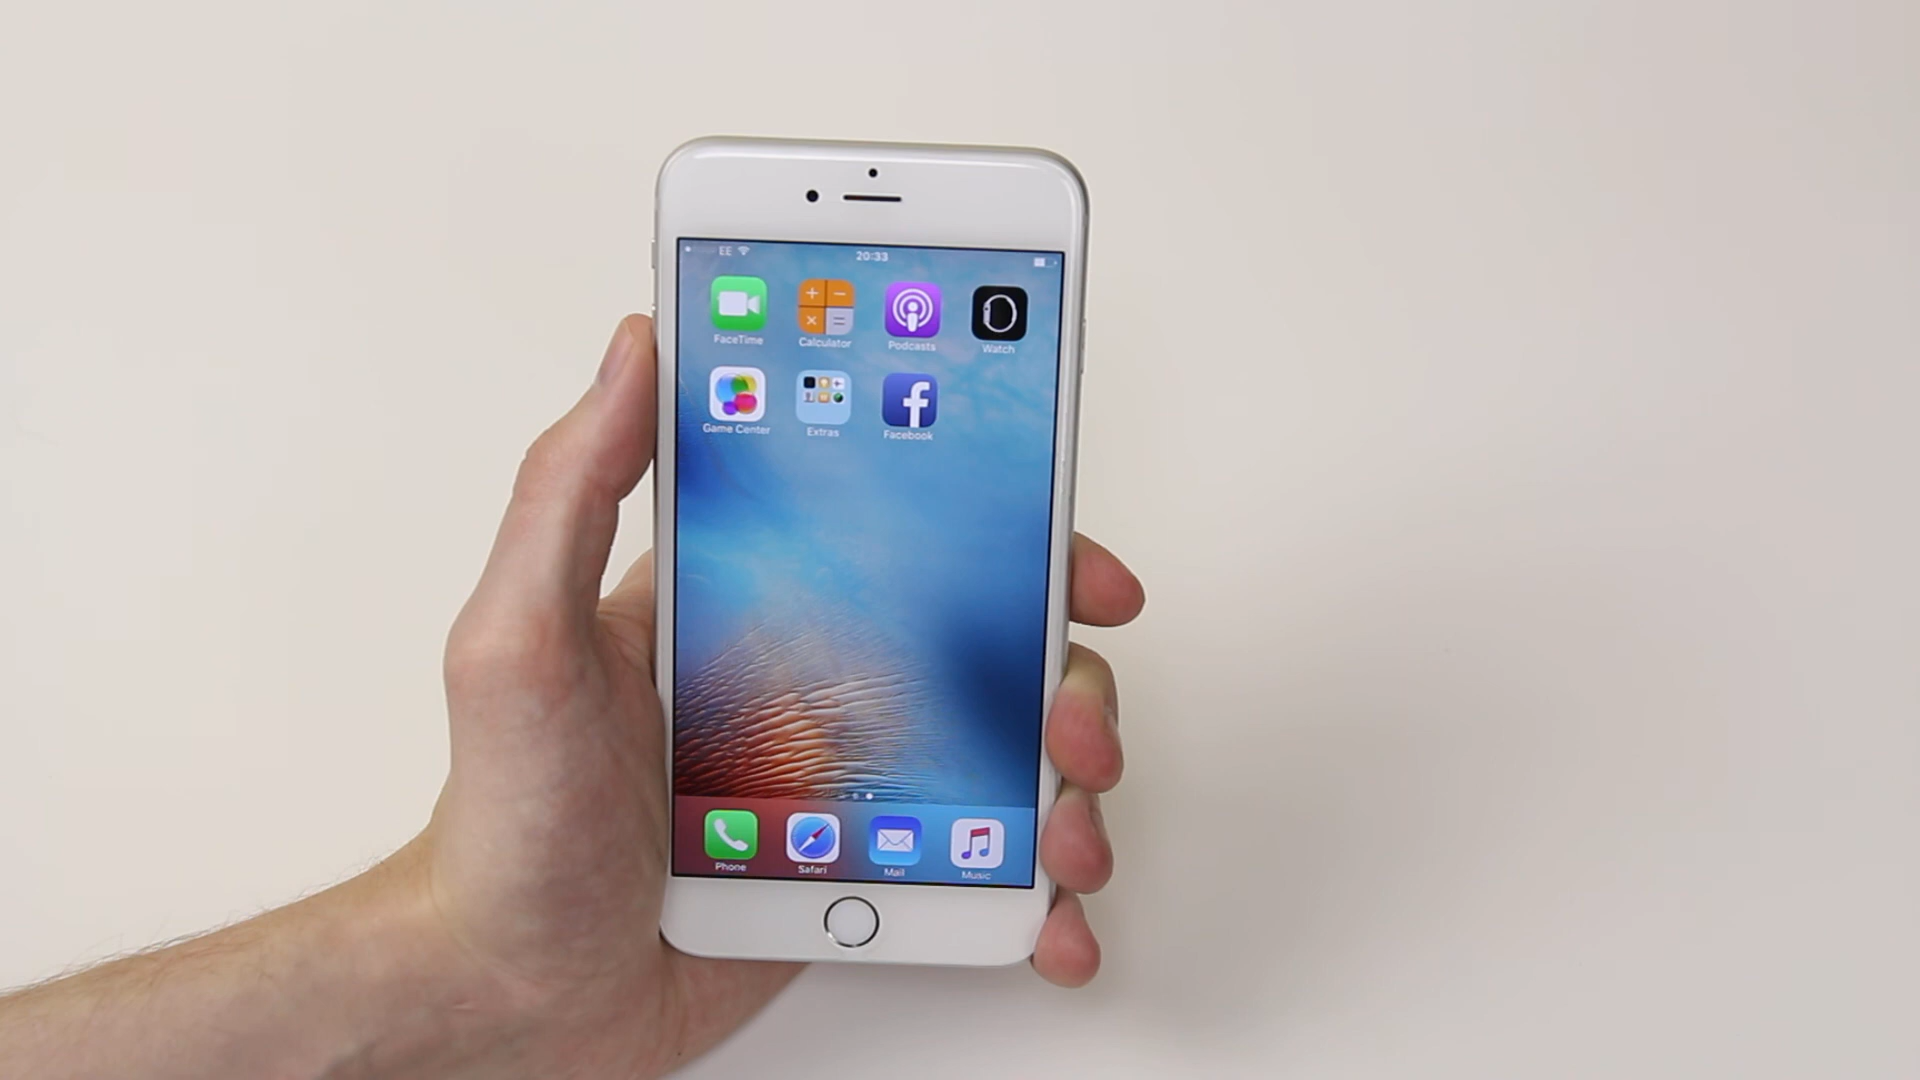 EE 20:33
FaceTime Calculator Podcasts Watch
Game Center Extras Facebook
Phone Safari Mail Music